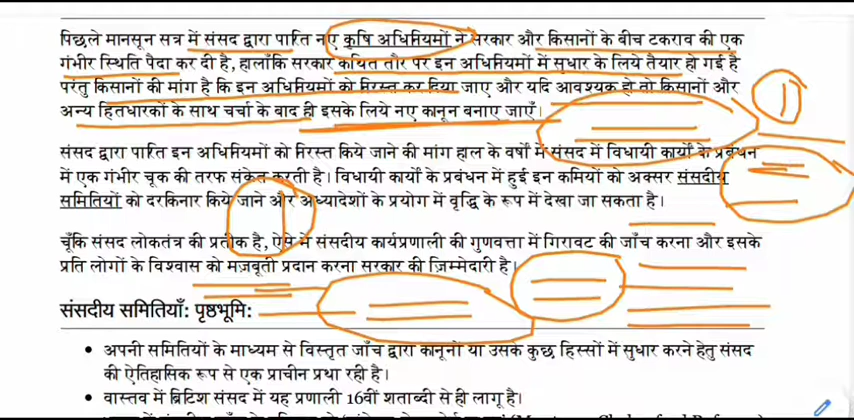 पिछले मानसून सत्र में संसद द्वारा पारित नए कृषि अधिनियमों ने सरकार और किसानों के बीच टकराव की एक
गंभीर स्थिति पैदा कर दी है, हालाँकि सरकार कथित तौर पर इन अधिनियमों में सुधार के लिये तैयार हो गई है
परंतु किसानों की मांग है कि इन अधिनियमों को निरस्त कर दिया जाए और यदि आवश्यक हो तो किसानों और
अन्य हितधारकों के साथ चर्चा के बाद ही इसके लिये नए कानून बनाए जाएँ।
संसद द्वारा पारित इन अधिनियमों को निरस्त किये जाने की मांग हाल के वर्षों में संसद में विधायी कार्यों के प्रबंधन
में एक गंभीर चूक की तरफ संकेत करती है। विधायी कार्यों के प्रबंधन में हुई इन कमियों को अक्सर संसदीय
समितियों को दरकिनार किये जाने और अध्यादेशों के प्रयोग में वृद्धि के रूप में देखा जा सकता है।
चूँकि संसद लोकतंत्र की प्रतीक है, ऐसे में संसदीय कार्यप्रणाली की गुणवत्ता में गिरावट की जाँच करना और इसके
प्रति लोगों के विश्वास को मज़बूती प्रदान करना सरकार की ज़िम्मेदारी है।
संसदीय समितियाँ: पृष्ठभूमि:
• अपनी समितियों के माध्यम से विस्तृत जाँच द्वारा कानूनों या उसके कुछ हिस्सों में सुधार करने हेतु संसद
की ऐतिहासिक रूप से एक प्राचीन प्रथा रही है।
• वास्तव में ब्रिटिश संसद में यह प्रणाली 16वीं शताब्दी से ही लागू है।